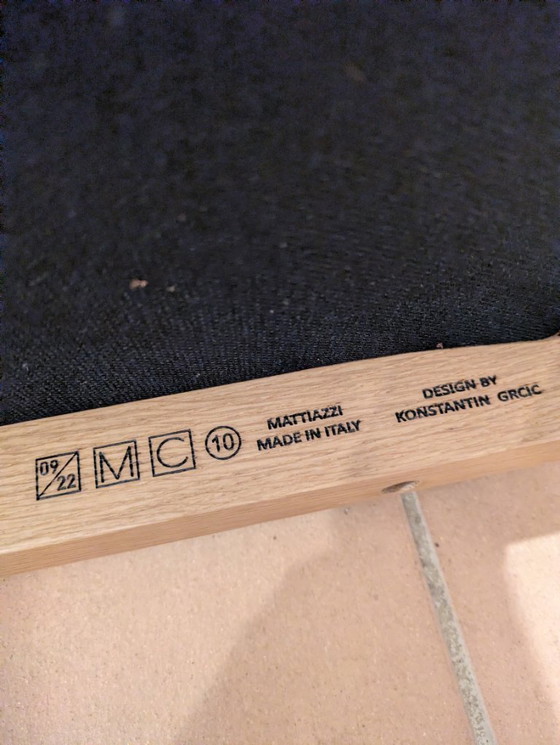 09/22 M C 10
MATTIAZZI
MADE IN ITALY
DESIGN BY
KONSTANTIN GRCIC